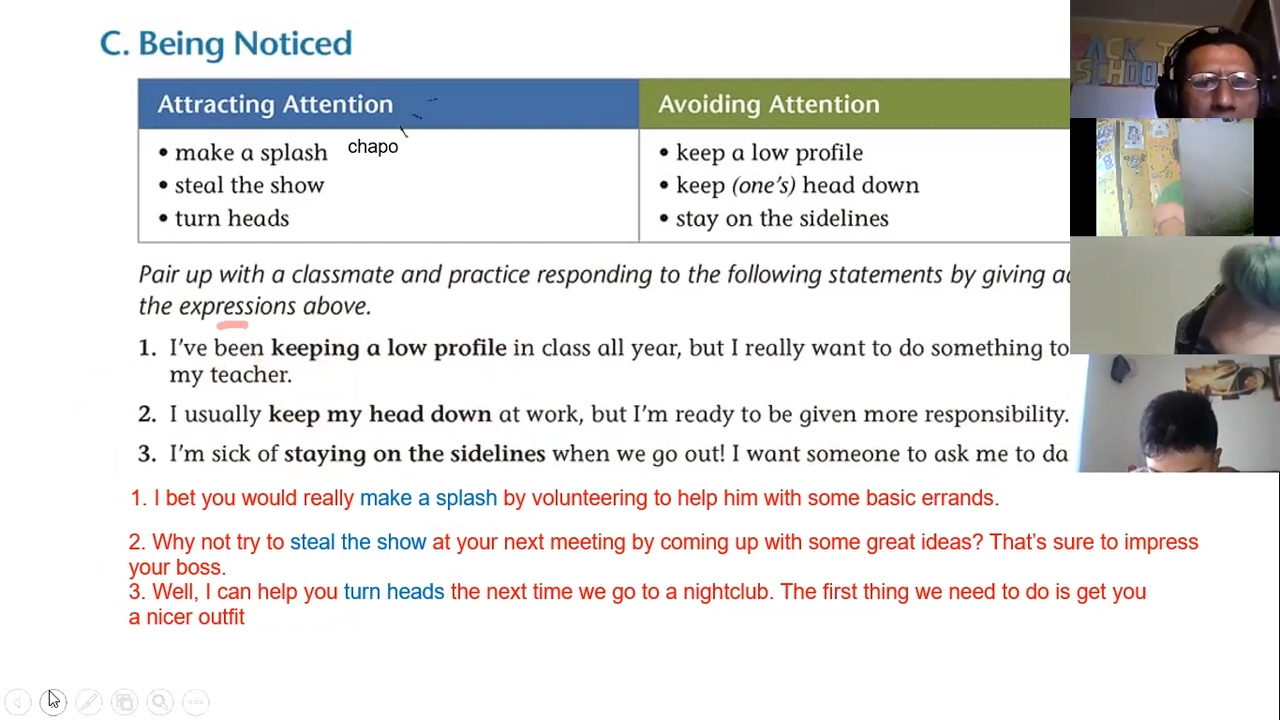 C. Being Noticed
Attracting Attention
Avoiding Attention
• make a splash
chapo
• keep a low profile
• steal the show
• keep (one's) head down
• turn heads
• stay on the sidelines
Pair up with a classmate and practice responding to the following statements by giving
the expressions above.
1. I've been keeping a low profile in class all year, but I really want to do something to
my teacher.
2. I usually keep my head down at work, but I'm ready to be given more responsibility.
3. I'm sick of staying on the sidelines when we go out! I want someone to ask me to da
1. I bet you would really make a splash by volunteering to help him with some basic errands.
2. Why not try to steal the show at your next meeting by coming up with some great ideas? That's sure to impress
your boss.
3. Well, I can help you turn heads the next time we go to a nightclub. The first thing we need to do is get you
a nicer outfit
BACK T
SCHOOL